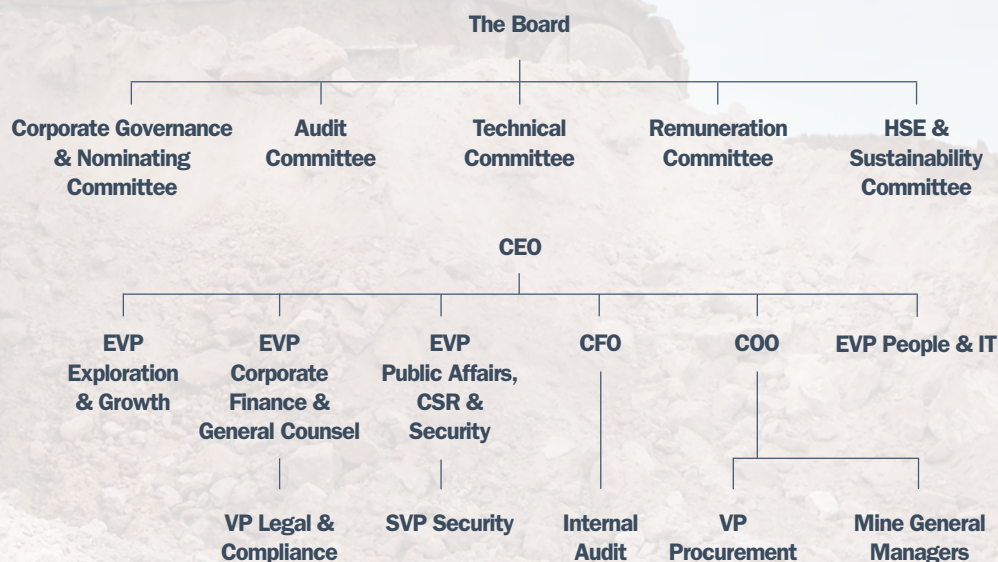 The Board
Corporate Governance
& Nominating
Committee
Audit
Committee
Technical
Committee
Remuneration
Committee
HSE &
Sustainability
Committee
CEO
EVP
Exploration
& Growth
EVP
Corporate
Finance &
General Counsel
EVP
Public Affairs,
CSR &
Security
CFO
COO
EVP People & IT
VP Legal &
Compliance
SVP Security
Internal
Audit
VP
Procurement
Mine General
Managers